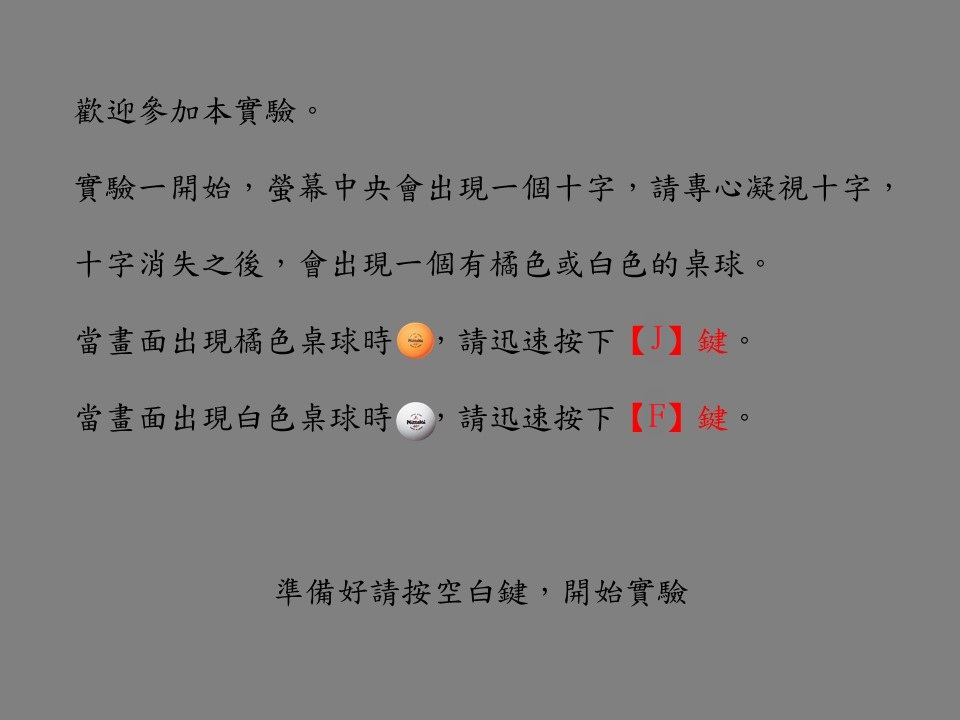 歡迎參加本實驗。
實驗一開始，螢幕中央會出現一個十字，請專心凝視十字，
十字消失之後，會出現一個有橘色或白色的桌球。
當畫面出現橘色桌球時，請迅速按下【J】鍵。
當畫面出現白色桌球時，請迅速按下【F】鍵。
準備好請按空白鍵，開始實驗